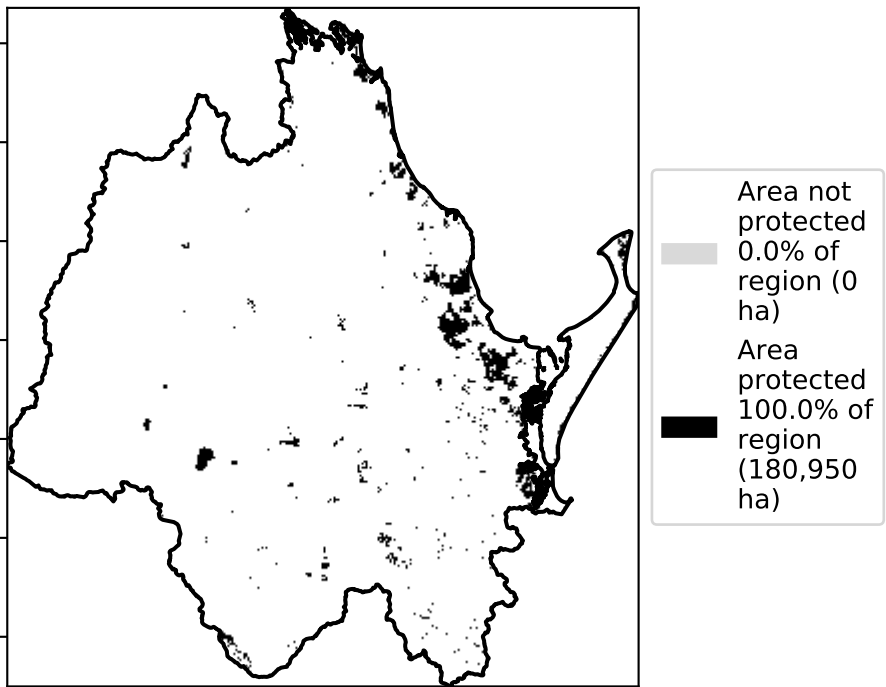 Area not
protected
0.0% of
region (0
ha)
Area
protected
100.0% of
region
(180,950
ha)